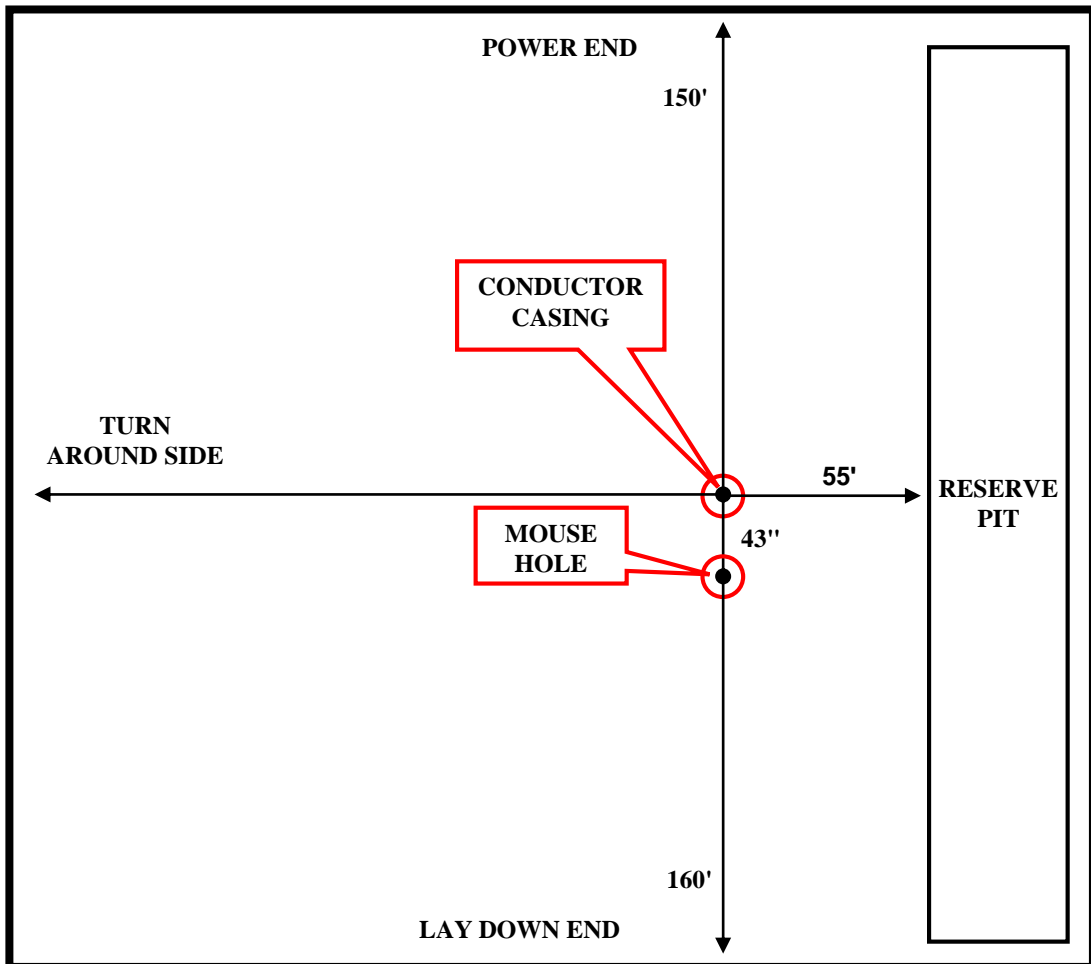 POWER END
150'
CONDUCTOR
CASING
TURN
AROUND SIDE
55'
RESERVE
PIT
MOUSE
HOLE
43"
160'
LAY DOWN END